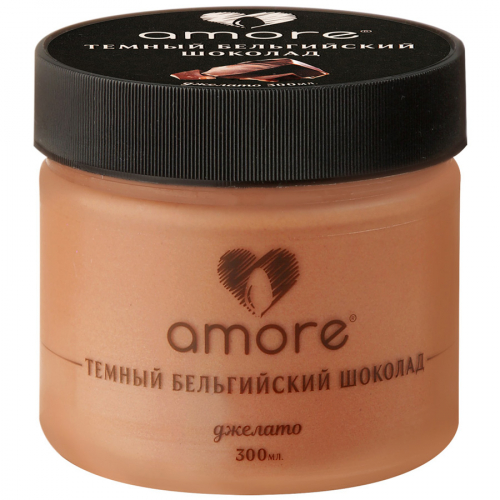 amore®
ТЕМНЫЙ БЕЛЬГИЙСКИЙ
ШОКОЛАД
джелато 300мл.
amore®
ТЕМНЫЙ БЕЛЬГИЙСКИЙ ШОКОЛАД
джелато
300мл.